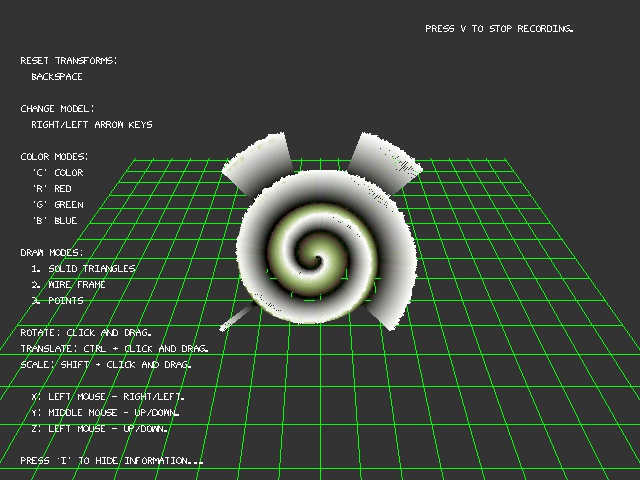 PRESS V TO STOP RECORDING.
RESET TRANSFORMS:
BACKSPACE
CHANGE MODEL:
RIGHT/LEFT ARROW KEYS
COLOR MODES:
'C' COLOR
'R' RED
'G' GREEN
'B' BLUE
DRAW MODES:
1. SOLID TRIANGLES
2. WIRE FRAME
3. POINTS
ROTATE: CLICK AND DRAG.
TRANSLATE: CTRL + CLICK AND DRAG.
SCALE: SHIFT + CLICK AND DRAG.
X: LEFT MOUSE - RIGHT/LEFT.
Y: MIDDLE MOUSE - UP/DOWN.
Z: LEFT MOUSE - UP/DOWN.
PRESS 'I' TO HIDE INFORMATION...